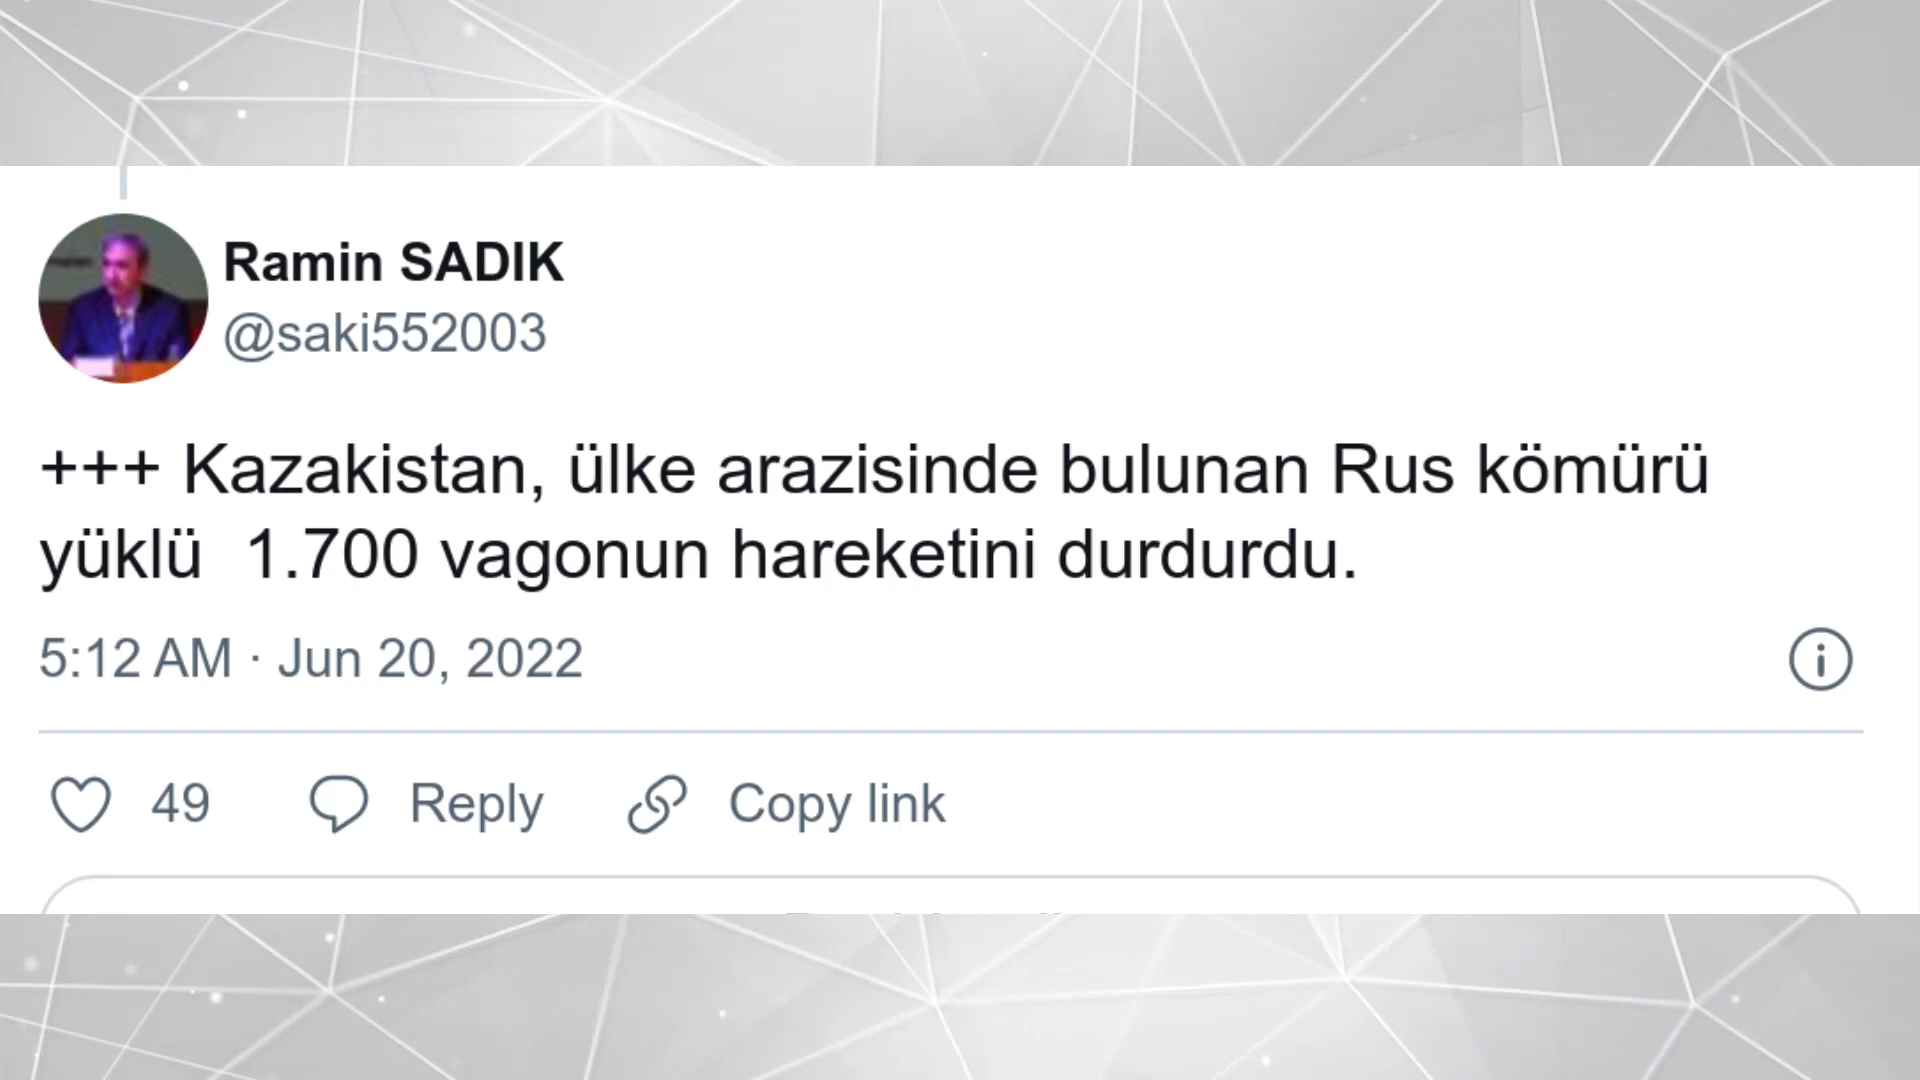 Ramin SADIK
@saki552003
+++ Kazakistan, ülke arazisinde bulunan Rus kömürü
yüklü  1.700 vagonun hareketini durdurdu.
5:12 AM · Jun 20, 2022
49 Reply Copy link